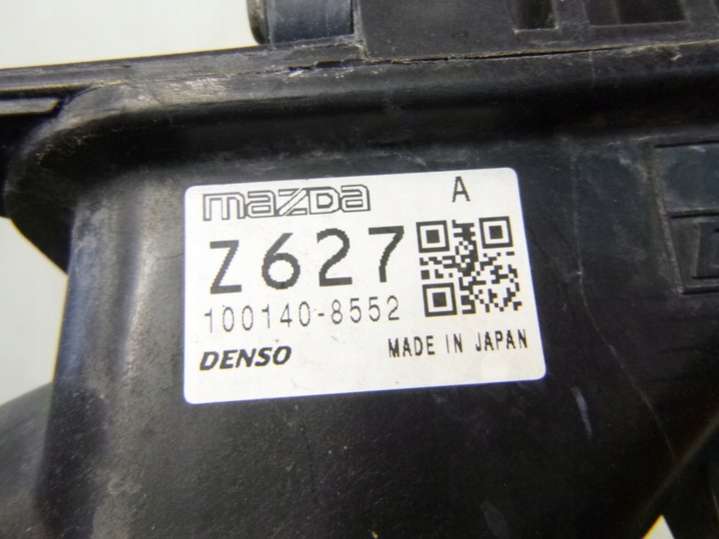 mazda A
Z627
100140-8552
DENSO MADE IN JAPAN